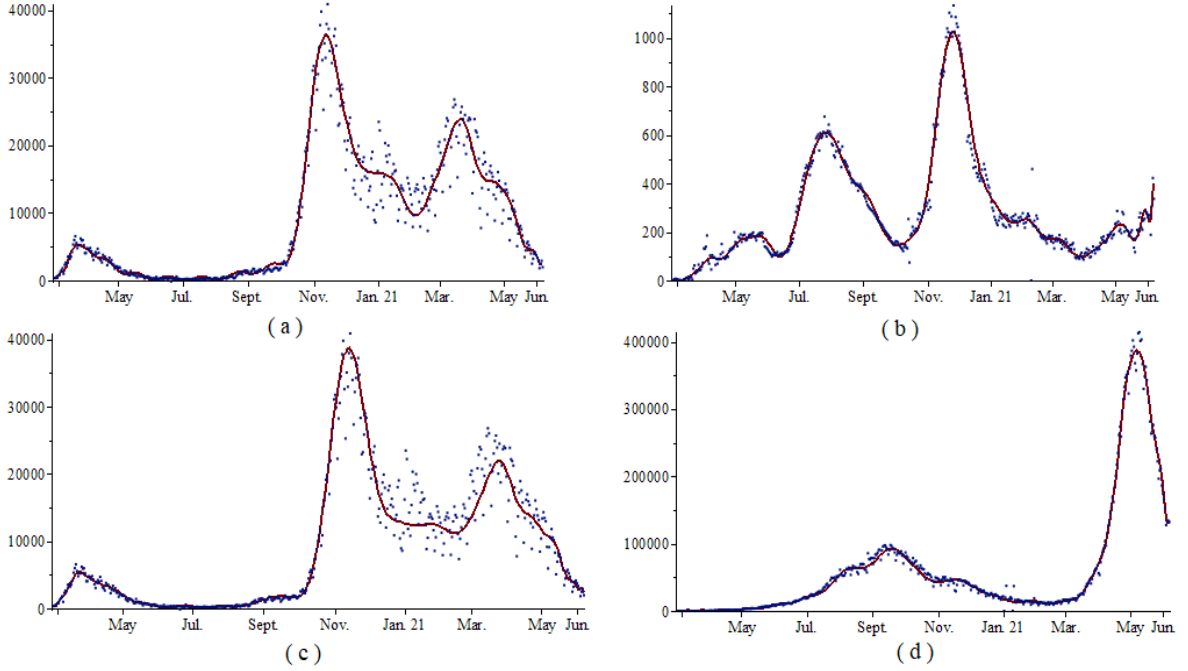 40000
30000
20000
10000
0
May Jul. Sept. Nov. Jan. 21 Mar. May Jun.
( a )
1000
800
600
400
200
0
May Jul. Sept. Nov. Jan. 21 Mar. May Jun.
( b )
40000
30000
20000
10000
0
May Jul. Sept. Nov. Jan. 21 Mar. May Jun.
( c )
400000
300000
200000
100000
0
May Jul. Sept. Nov. Jan. 21 Mar. May Jun.
( d )